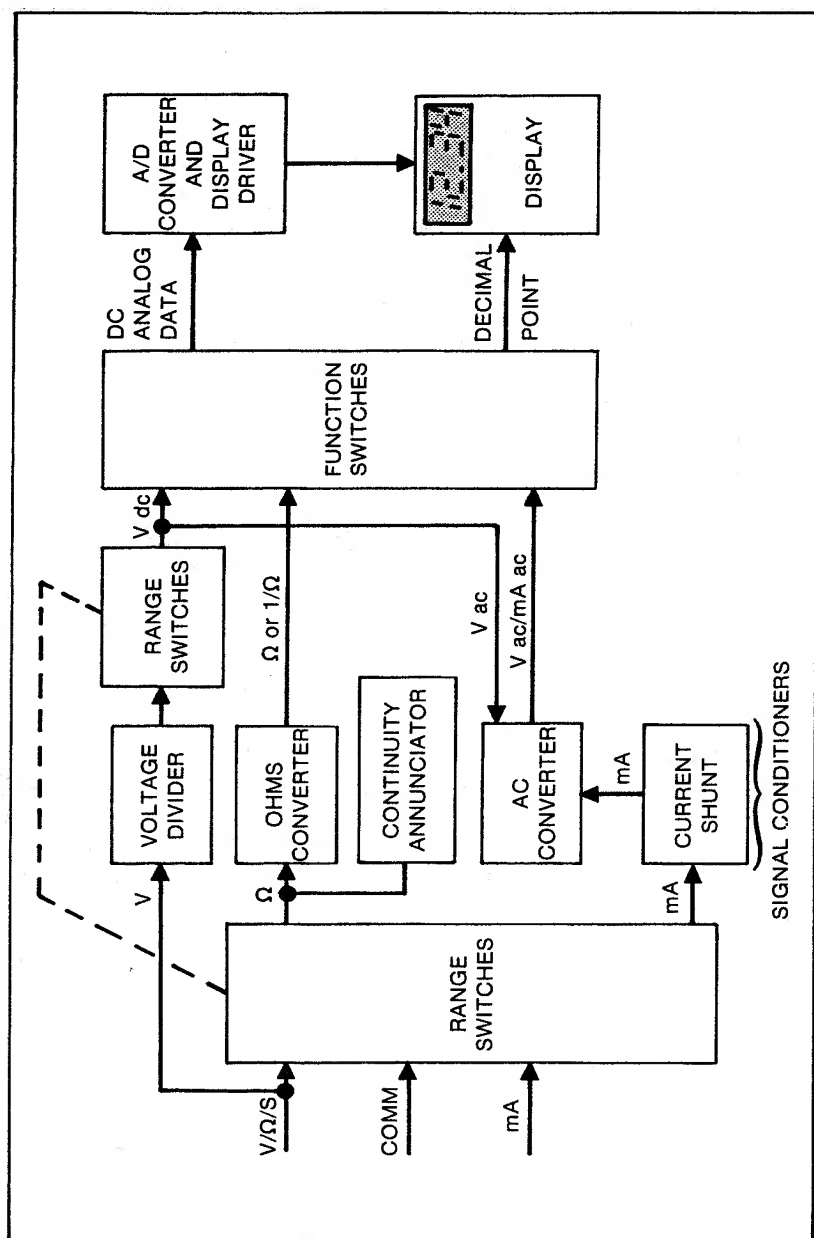 V/Ω/S
COMM
mA
RANGE
SWITCHES
V
Ω
mA
VOLTAGE
DIVIDER
OHMS
CONVERTER
CONTINUITY
ANNUNCIATOR
AC
CONVERTER
mA
CURRENT
SHUNT
SIGNAL CONDITIONERS
RANGE
SWITCHES
V dc
Ω or 1/Ω
V ac
V ac/mA ac
FUNCTION
SWITCHES
DC
ANALOG
DATA
DECIMAL
POINT
A/D
CONVERTER
AND
DISPLAY
DRIVER
12.34
DISPLAY